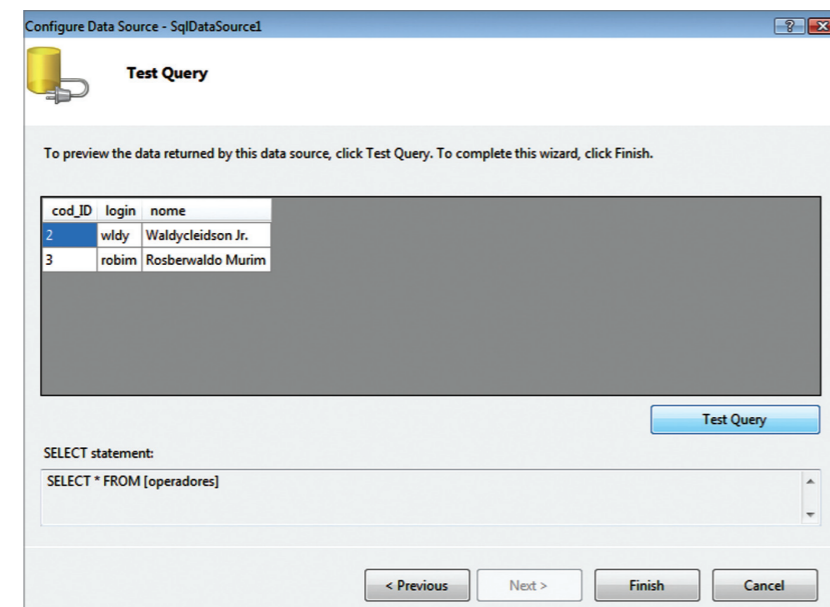 Configure Data Source - SqlDataSource1
Test Query
To preview the data returned by this data source, click Test Query. To complete this wizard, click Finish.
cod_ID login nome
2 wldy Waldycleidson Jr.
3 robim Rosberwaldo Murim
Test Query
SELECT statement:
SELECT * FROM [operadores]
< Previous Next > Finish Cancel